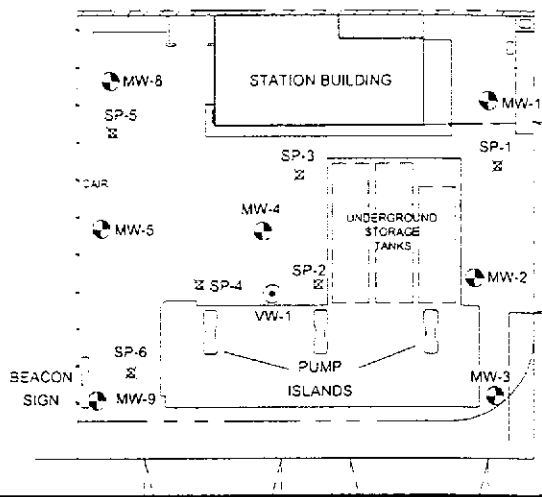 MW-8
STATION BUILDING
MW-1
SP-5
SP-1
SP-3
AIR
MW-4
UNDERGROUND
STORAGE
TANKS
MW-5
MW-2
SP-4
SP-2
VW-1
SP-6
PUMP
ISLANDS
BEACON
SIGN
MW-9
MW-3